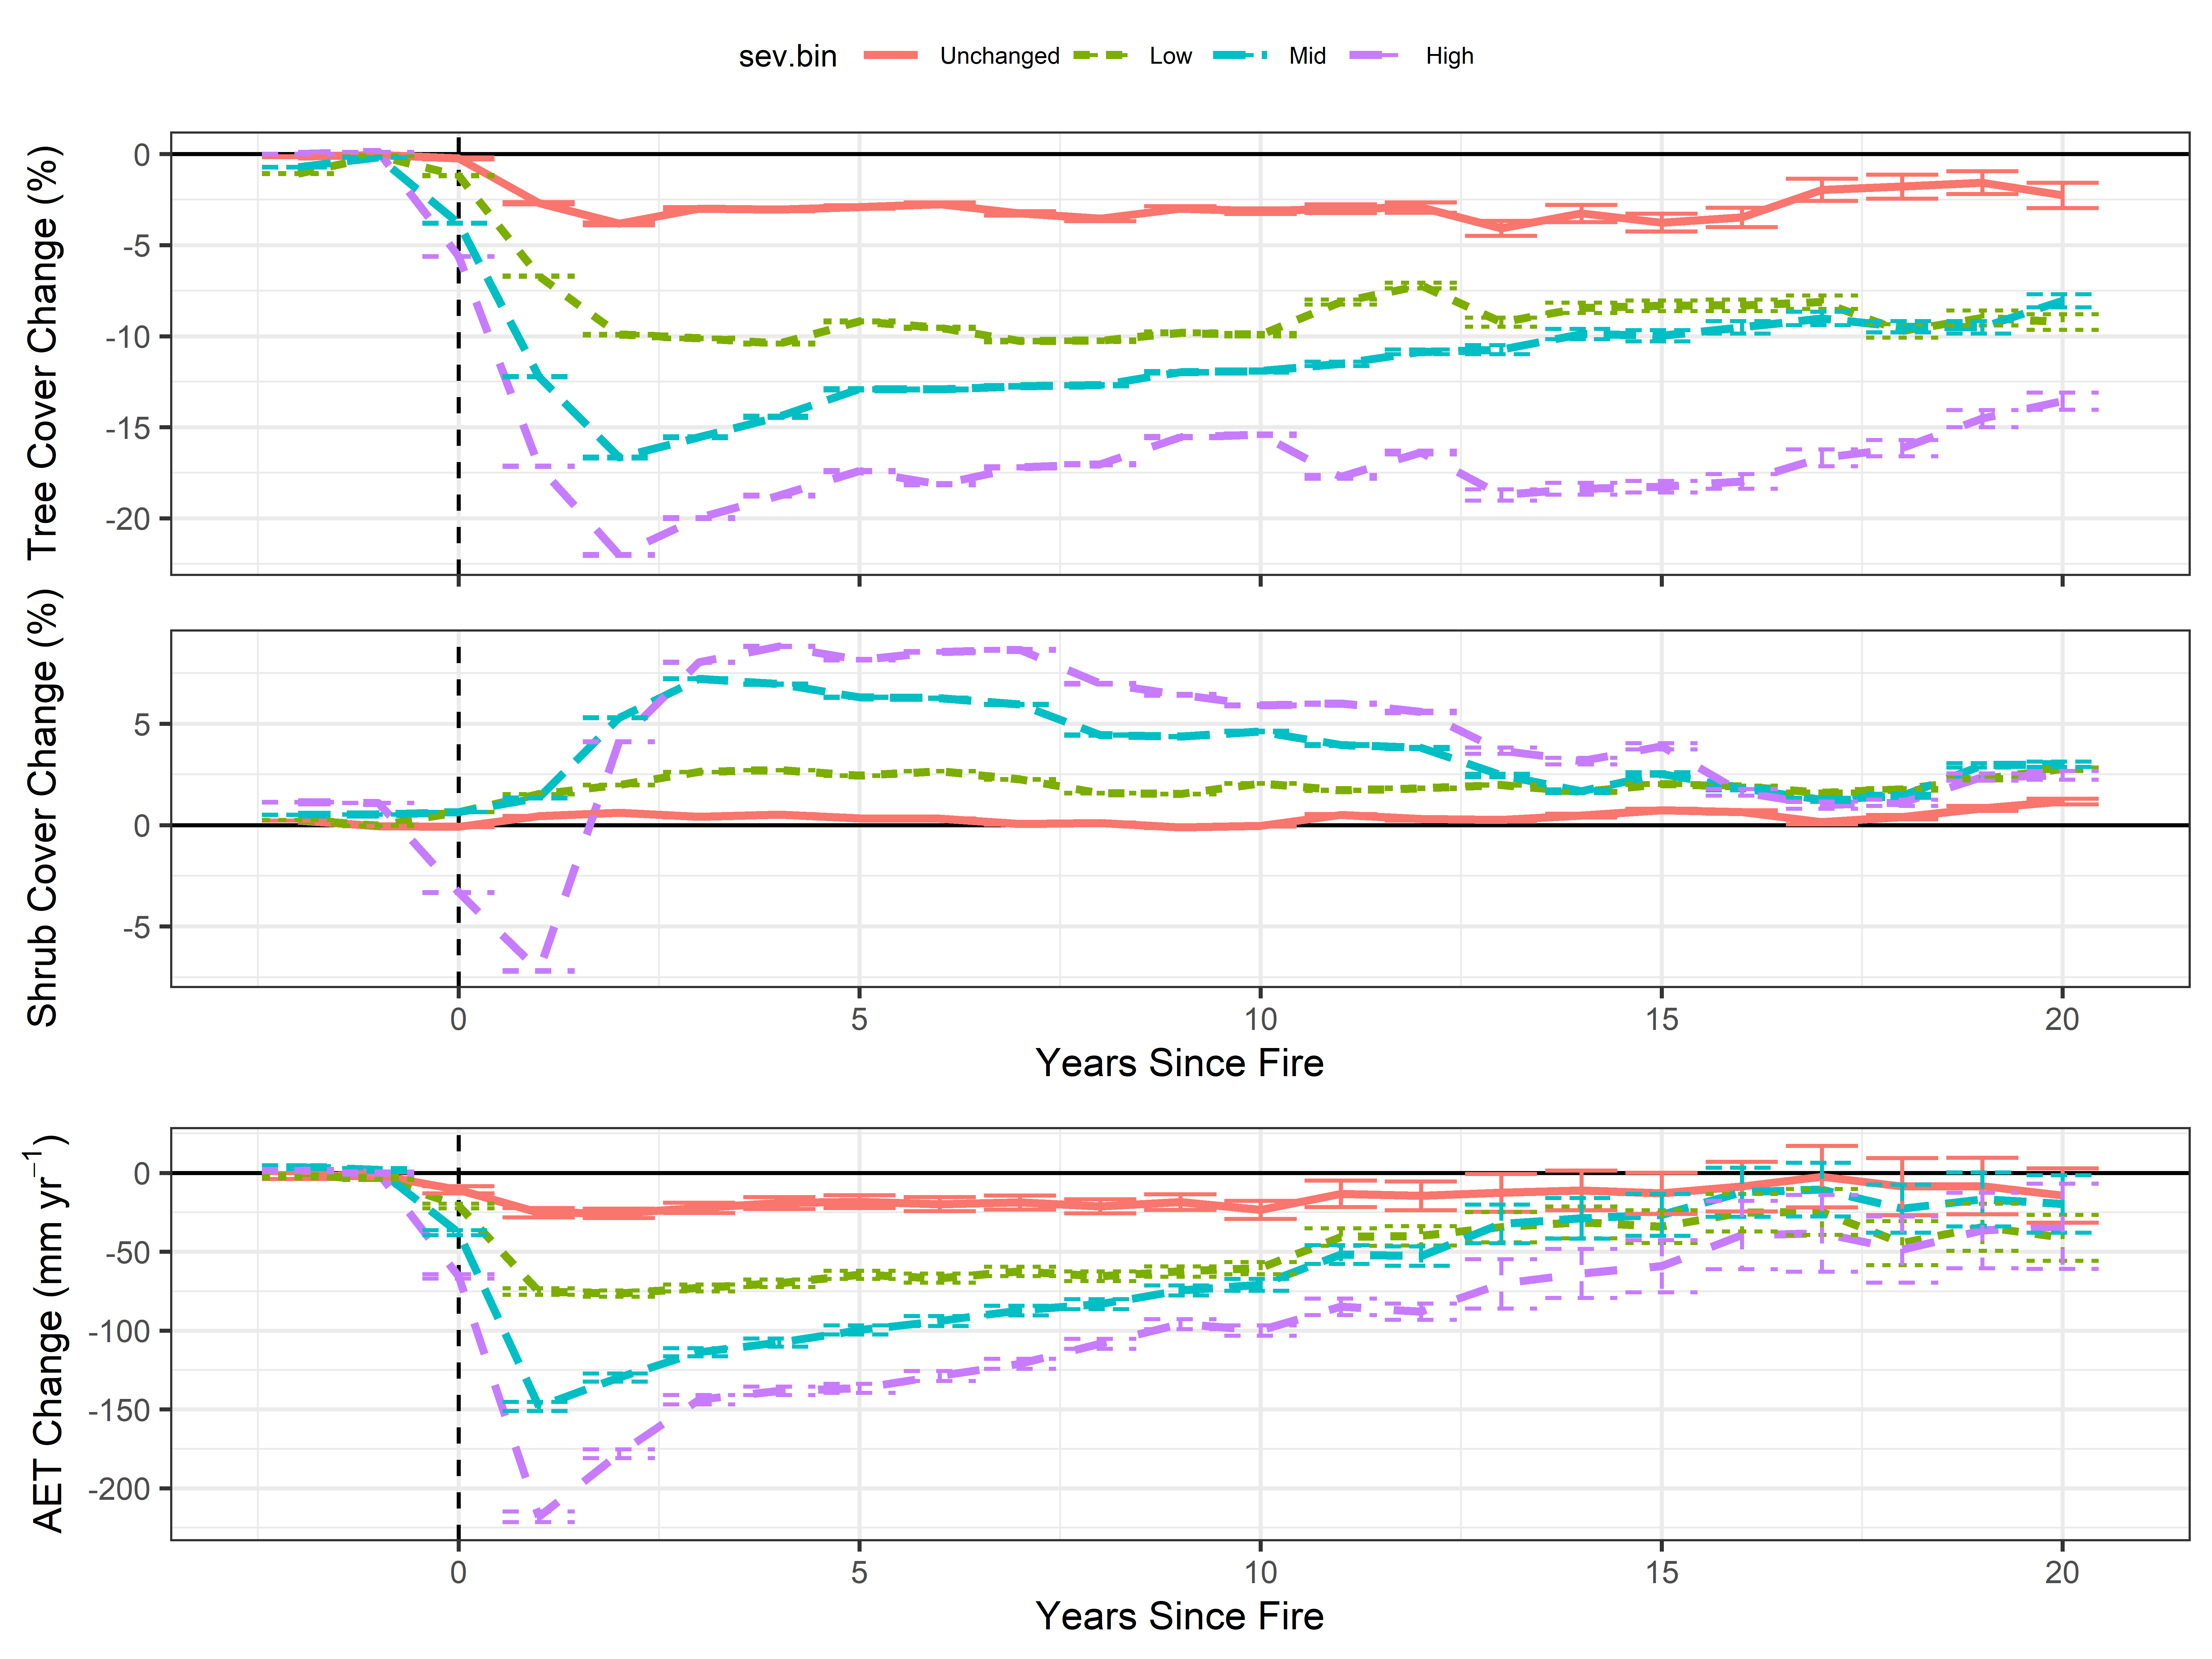 sev.bin Unchanged Low Mid High
Tree Cover Change (%)
0
-5
-10
-15
-20
Shrub Cover Change (%)
5
0
-5
0 5 10 15 20
Years Since Fire
AET Change (mm yr⁻¹)
0
-50
-100
-150
-200
0 5 10 15 20
Years Since Fire